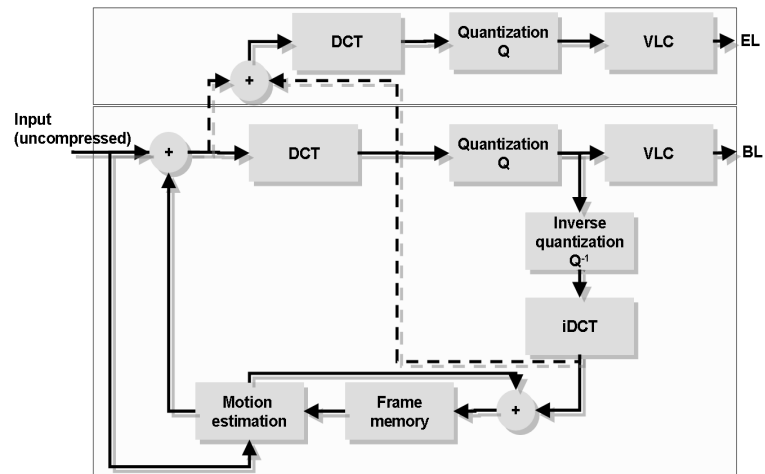 DCT
Quantization
Q
VLC
EL
+
Input
(uncompressed)
+
DCT
Quantization
Q
VLC
BL
Inverse
quantization
Q-1
iDCT
Motion
estimation
Frame
memory
+